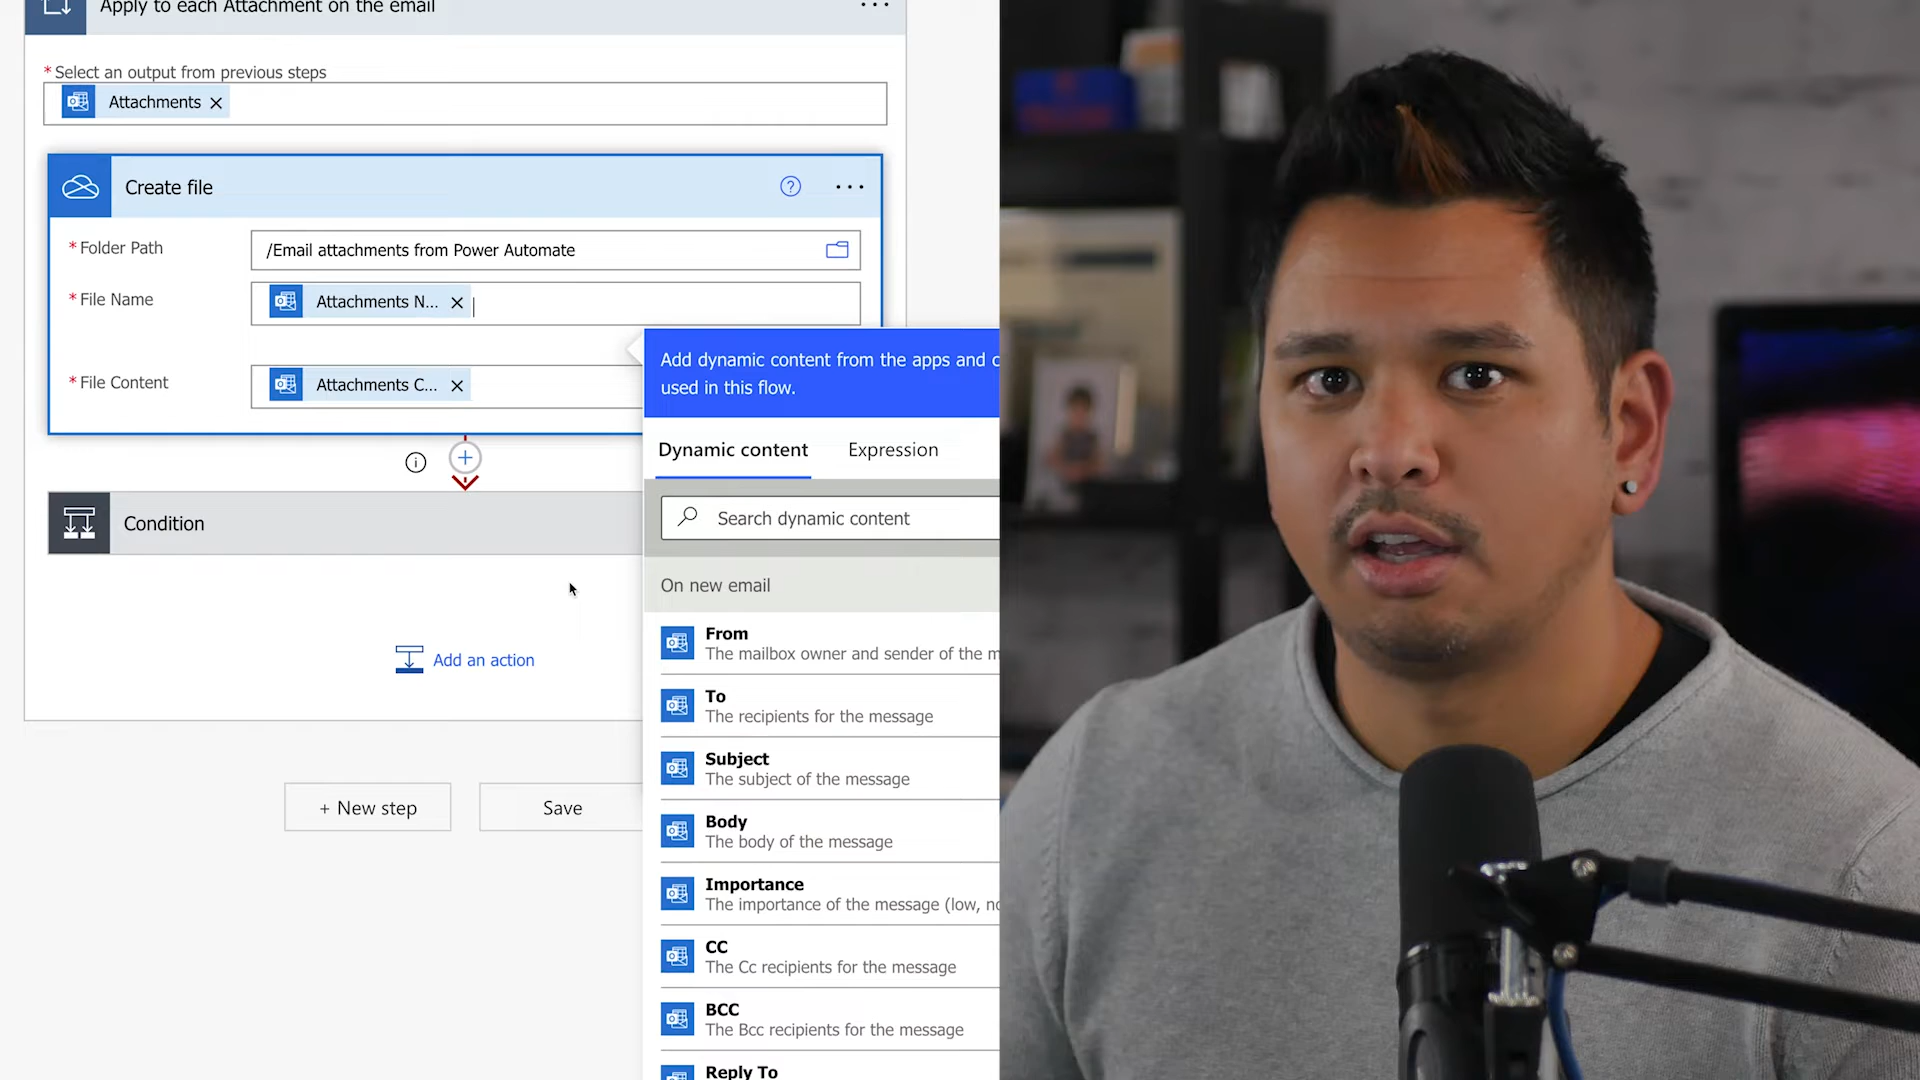 Apply to each Attachment on the email
* Select an output from previous steps
Attachments
Create file
* Folder Path
/Email attachments from Power Automate
* File Name
Attachments N...
* File Content
Attachments C...
Condition
Add an action
+ New step
Save
Add dynamic content from the apps and c
used in this flow.
Dynamic content
Expression
Search dynamic content
On new email
From
The mailbox owner and sender of the m
To
The recipients for the message
Subject
The subject of the message
Body
The body of the message
Importance
The importance of the message (low, no
CC
The Cc recipients for the message
BCC
The Bcc recipients for the message
Reply To